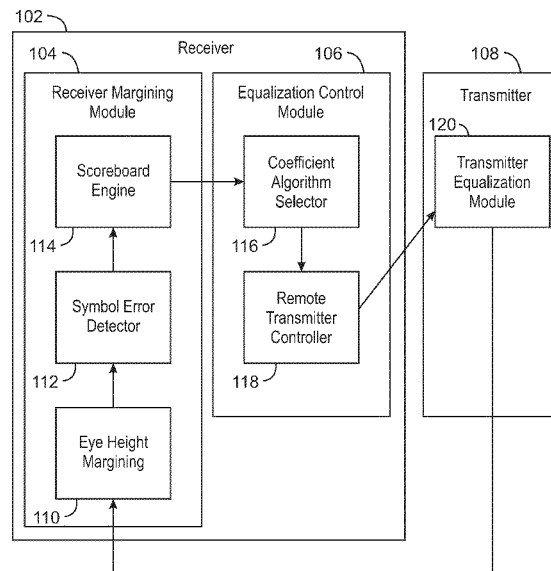 102
Receiver
104
Receiver Margining
Module
Scoreboard
Engine
114
Symbol Error
Detector
112
Eye Height
Margining
110
106
Equalization Control
Module
Coefficient
Algorithm
Selector
116
Remote
Transmitter
Controller
118
108
Transmitter
120
Transmitter
Equalization
Module